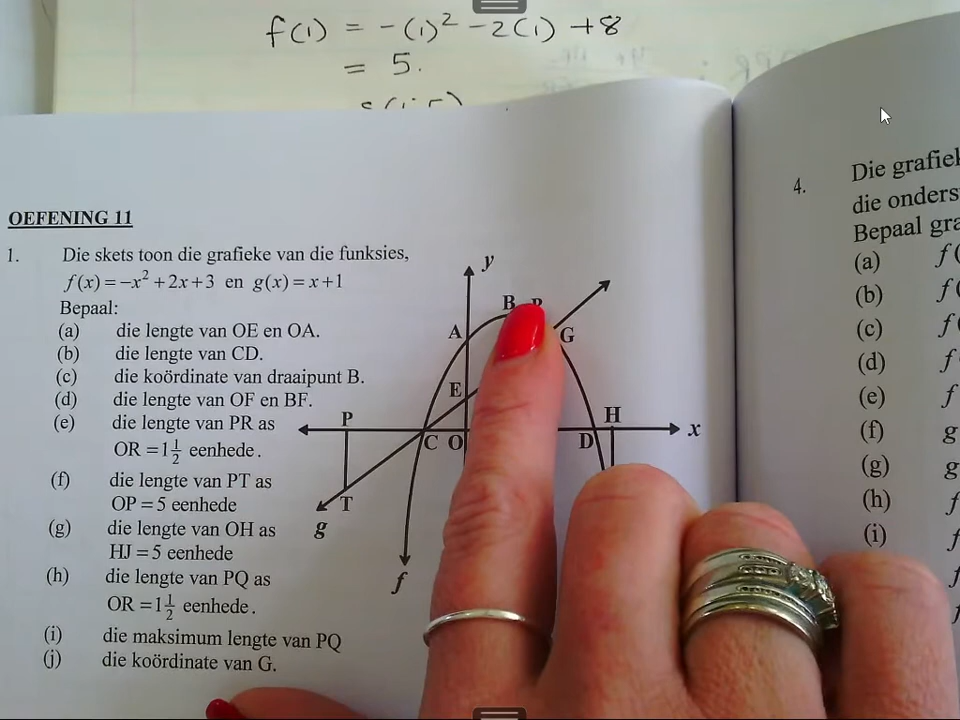 f(1) = -(1)² - 2(1) + 8
= 5.
OEFENING 11
1. Die skets toon die grafieke van die funksies,
f(x) = −x² + 2x + 3 en g(x) = x + 1
Bepaal:
(a) die lengte van OE en OA.
(b) die lengte van CD.
(c) die koördinate van draaipunt B.
(d) die lengte van OF en BF.
(e) die lengte van PR as
OR = 1½ eenhede.
(f) die lengte van PT as
OP = 5 eenhede
(g) die lengte van OH as
HJ = 5 eenhede
(h) die lengte van PQ as
OR = 1½ eenhede.
(i) die maksimum lengte van PQ
(j) die koördinate van G.
y
B
A
G
E
P
H
x
C O
D
T
g
f
4. Die
die
Bepaal
(a) f
(b) f
(c) f
(d) f
(e) f
(f) g
(g) g
(h) f
(i) f